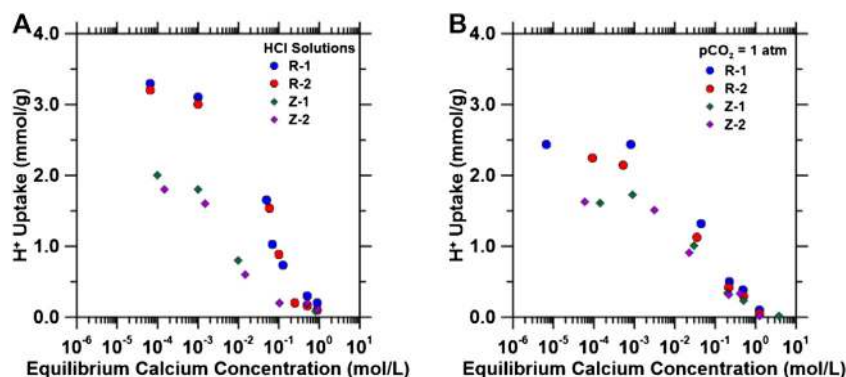 A
HCl Solutions
R-1
R-2
Z-1
Z-2
H⁺ Uptake (mmol/g)
4.0
3.0
2.0
1.0
0.0
10⁻⁶ 10⁻⁵ 10⁻⁴ 10⁻³ 10⁻² 10⁻¹ 10⁰ 10¹
Equilibrium Calcium Concentration (mol/L)
B
pCO₂ = 1 atm
R-1
R-2
Z-1
Z-2
H⁺ Uptake (mmol/g)
4.0
3.0
2.0
1.0
0.0
10⁻⁶ 10⁻⁵ 10⁻⁴ 10⁻³ 10⁻² 10⁻¹ 10⁰ 10¹
Equilibrium Calcium Concentration (mol/L)